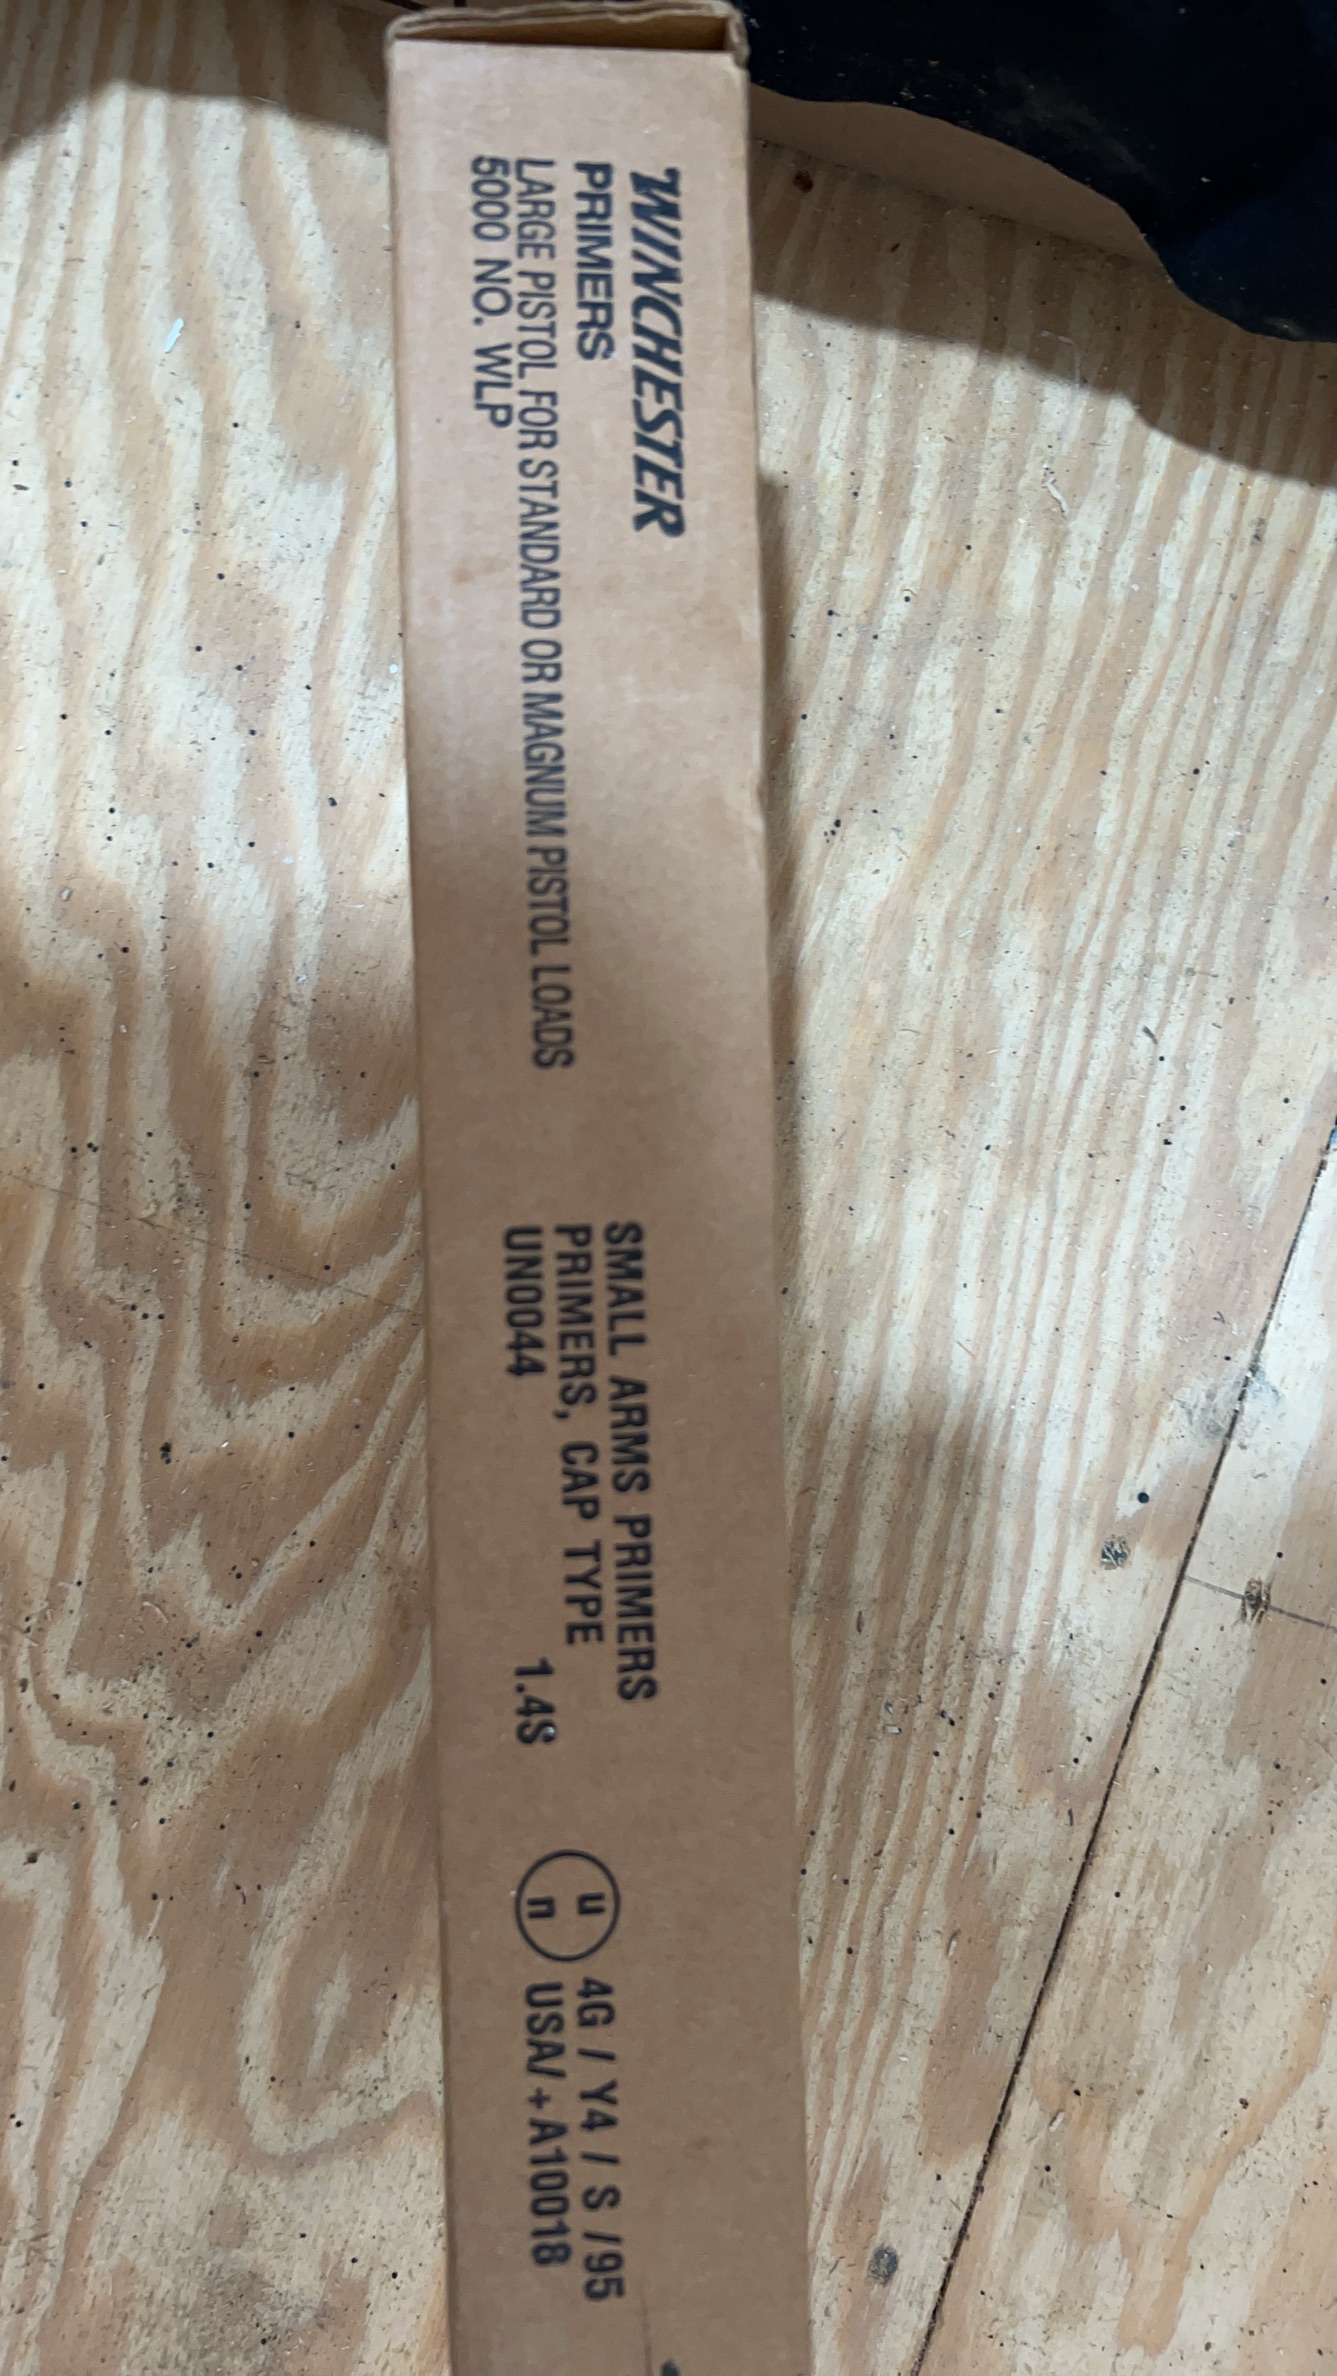 WINCHESTER
PRIMERS
LARGE PISTOL FOR STANDARD OR MAGNUM PISTOL LOADS
5000 NO. WLP
SMALL ARMS PRIMERS
PRIMERS, CAP TYPE
UN0044 1.4S
u
n
4G / Y4 / S /95
USA/+A10018